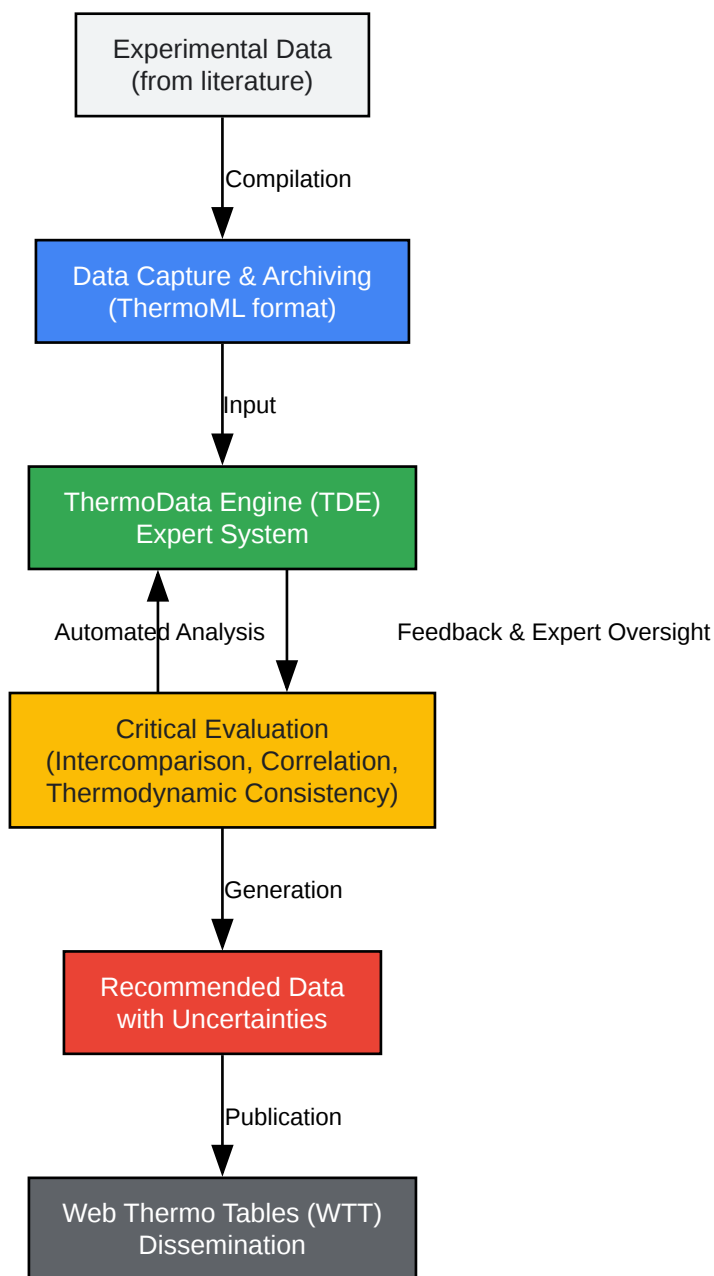 Experimental Data
(from literature)
Compilation
Data Capture & Archiving
(ThermoML format)
Input
ThermoData Engine (TDE)
Expert System
Automated Analysis
Feedback & Expert Oversight
Critical Evaluation
(Intercomparison, Correlation,
Thermodynamic Consistency)
Generation
Recommended Data
with Uncertainties
Publication
Web Thermo Tables (WTT)
Dissemination